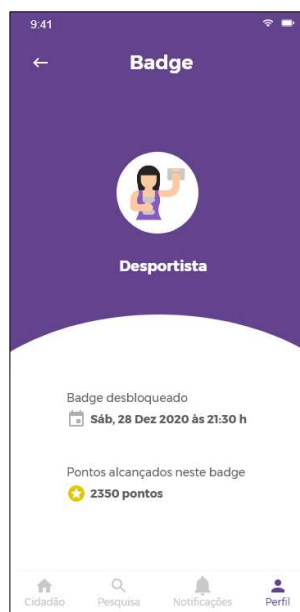 9:41
Badge
Desportista
Badge desbloqueado
Sáb, 28 Dez 2020 às 21:30 h
Pontos alcançados neste badge
2350 pontos
Cidadão Pesquisa Notificações Perfil